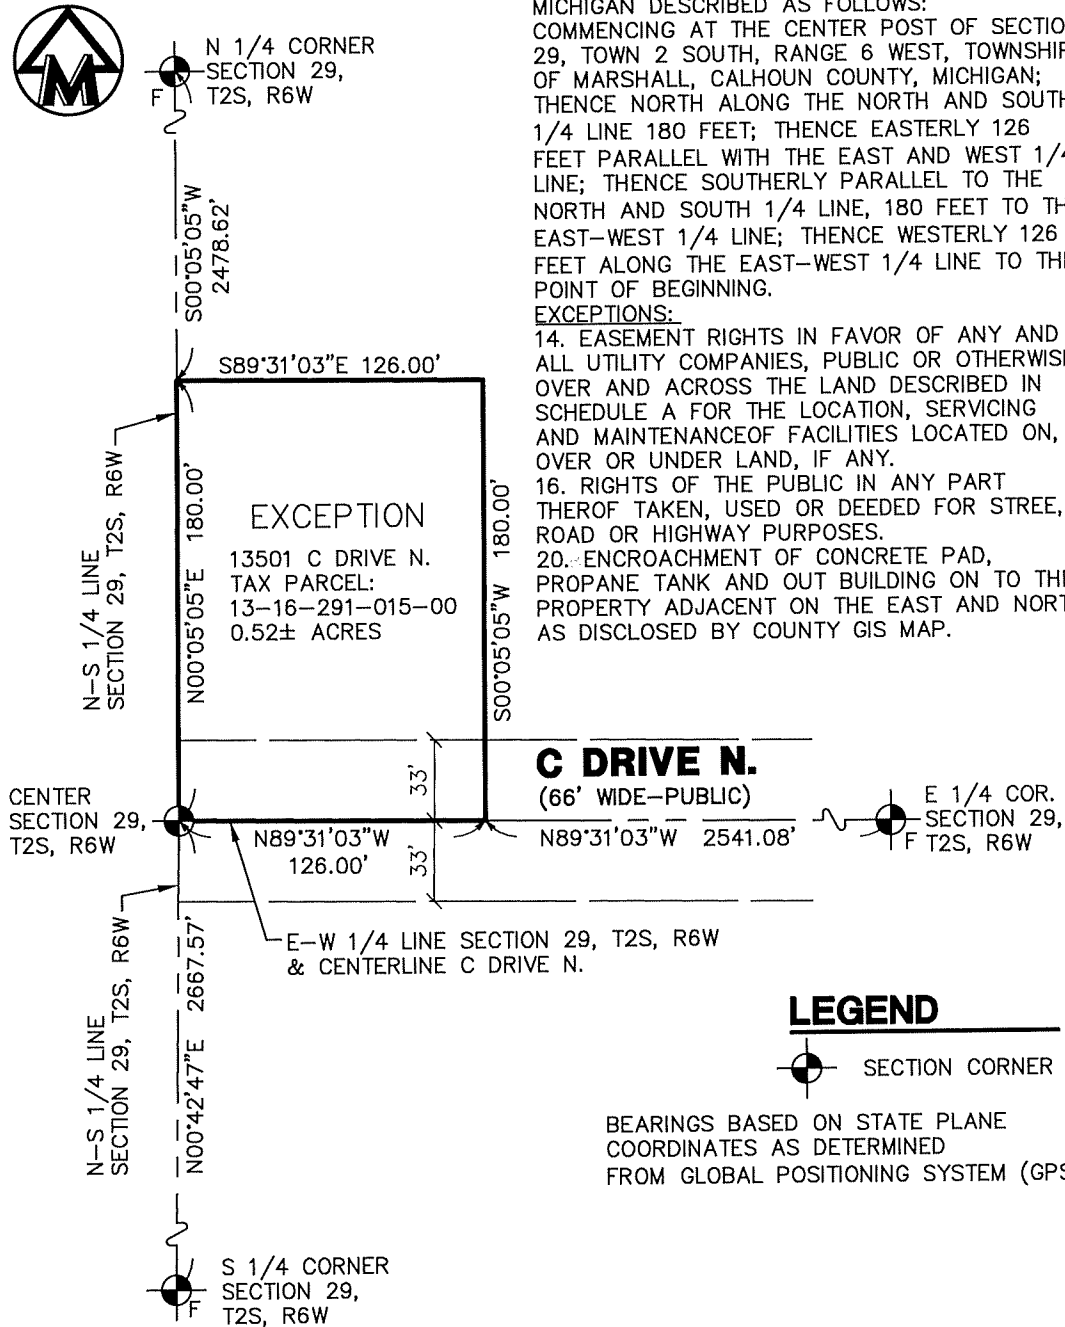 M
N 1/4 CORNER
SECTION 29,
T2S, R6W
F
MICHIGAN DESCRIBED AS FOLLOWS:
COMMENCING AT THE CENTER POST OF SECTIO
29, TOWN 2 SOUTH, RANGE 6 WEST, TOWNSHIP
OF MARSHALL, CALHOUN COUNTY, MICHIGAN;
THENCE NORTH ALONG THE NORTH AND SOUTH
1/4 LINE 180 FEET; THENCE EASTERLY 126
FEET PARALLEL WITH THE EAST AND WEST 1/4
LINE; THENCE SOUTHERLY PARALLEL TO THE
NORTH AND SOUTH 1/4 LINE, 180 FEET TO TH
EAST-WEST 1/4 LINE; THENCE WESTERLY 126
FEET ALONG THE EAST-WEST 1/4 LINE TO THE
POINT OF BEGINNING.
EXCEPTIONS:
14. EASEMENT RIGHTS IN FAVOR OF ANY AND
ALL UTILITY COMPANIES, PUBLIC OR OTHERWISE
OVER AND ACROSS THE LAND DESCRIBED IN
SCHEDULE A FOR THE LOCATION, SERVICING
AND MAINTENANCEOF FACILITIES LOCATED ON,
OVER OR UNDER LAND, IF ANY.
16. RIGHTS OF THE PUBLIC IN ANY PART
THEROF TAKEN, USED OR DEEDED FOR STREE,
ROAD OR HIGHWAY PURPOSES.
20. ENCROACHMENT OF CONCRETE PAD,
PROPANE TANK AND OUT BUILDING ON TO THE
PROPERTY ADJACENT ON THE EAST AND NORT
AS DISCLOSED BY COUNTY GIS MAP.
S00°05'05"W
2478.62'
S89°31'03"E 126.00'
N-S 1/4 LINE
SECTION 29, T2S, R6W
N00°05'05"E 180.00'
EXCEPTION
13501 C DRIVE N.
TAX PARCEL:
13-16-291-015-00
0.52± ACRES
S00°05'05"W 180.00'
33'
C DRIVE N.
(66' WIDE-PUBLIC)
CENTER
SECTION 29,
T2S, R6W
N89°31'03"W
126.00'
33'
N89°31'03"W 2541.08'
E 1/4 COR.
SECTION 29,
T2S, R6W
F
E-W 1/4 LINE SECTION 29, T2S, R6W
& CENTERLINE C DRIVE N.
N-S 1/4 LINE
SECTION 29, T2S, R6W
N00°42'47"E 2667.57'
LEGEND
SECTION CORNER
BEARINGS BASED ON STATE PLANE
COORDINATES AS DETERMINED
FROM GLOBAL POSITIONING SYSTEM (GPS
S 1/4 CORNER
SECTION 29,
T2S, R6W
F